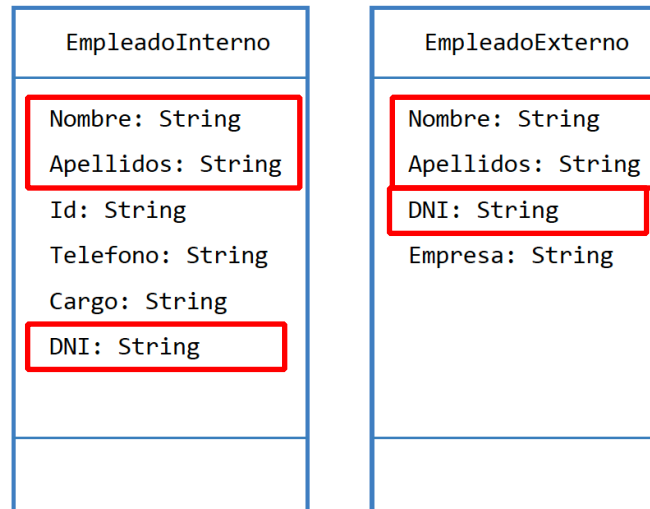 EmpleadoInterno
Nombre: String
Apellidos: String
Id: String
Telefono: String
Cargo: String
DNI: String
EmpleadoExterno
Nombre: String
Apellidos: String
DNI: String
Empresa: String